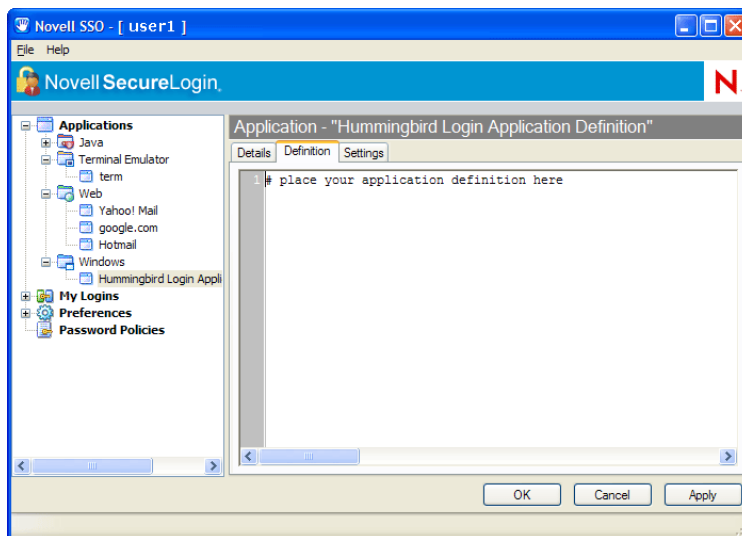 Novell SSO - [ user1 ]
File Help
Novell SecureLogin.
N.
Applications
Java
Terminal Emulator
term
Web
Yahoo! Mail
google.com
Hotmail
Windows
Hummingbird Login Appli
My Logins
Preferences
Password Policies
Application - "Hummingbird Login Application Definition"
Details Definition Settings
1 # place your application definition here
OK Cancel Apply